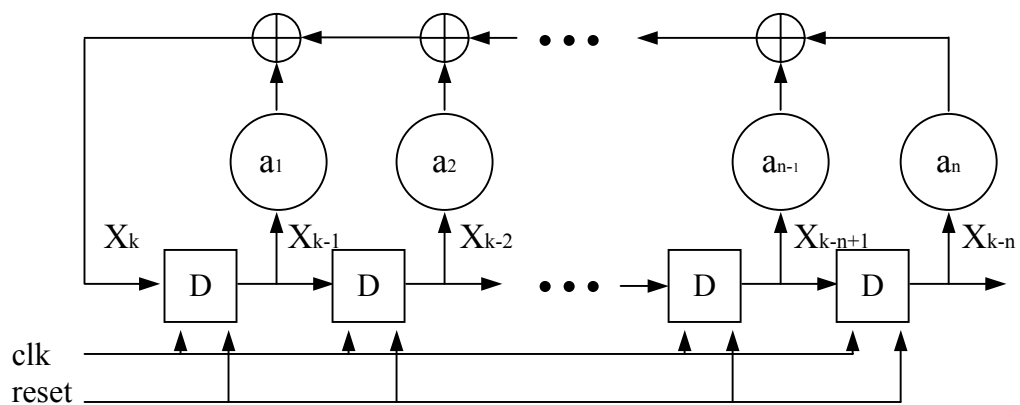 a₁ a₂ aₙ₋₁ aₙ
Xₖ Xₖ₋₁ Xₖ₋₂ Xₖ₋ₙ₊₁ Xₖ₋ₙ
D D D D
clk
reset